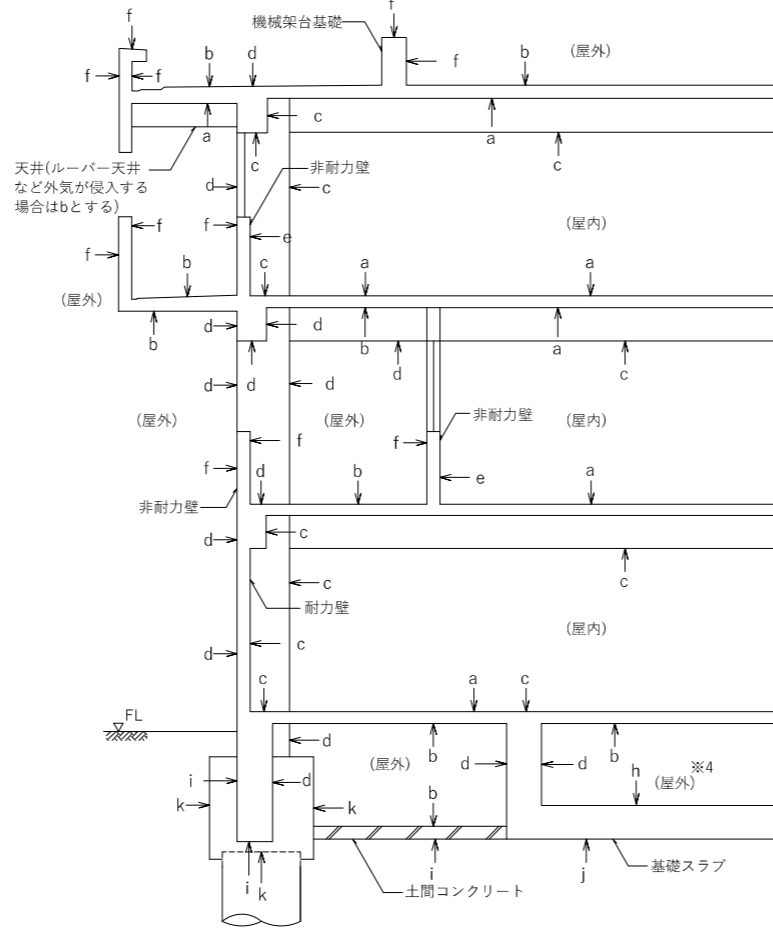 f
機械架台基礎
f
(屋外)
f f
b d
f
b
a
c
a
c
c
天井(ルーバー天井
など外気が侵入する
場合はbとする)
非耐力壁
d
c
f
f
e
(屋内)
f
b
c
a
a
(屋外)
b
d
d
b
a
d
d
c
d
d
(屋外)
(屋外)
非耐力壁
(屋内)
f
f
f
d
b
e
a
非耐力壁
d
c
c
c
耐力壁
(屋内)
d
c
c
a
c
FL
d
(屋外)
b
d
d
b
※4
(屋外)
h
i
d
k
k
b
i
k
i
j
土間コンクリート
基礎スラブ